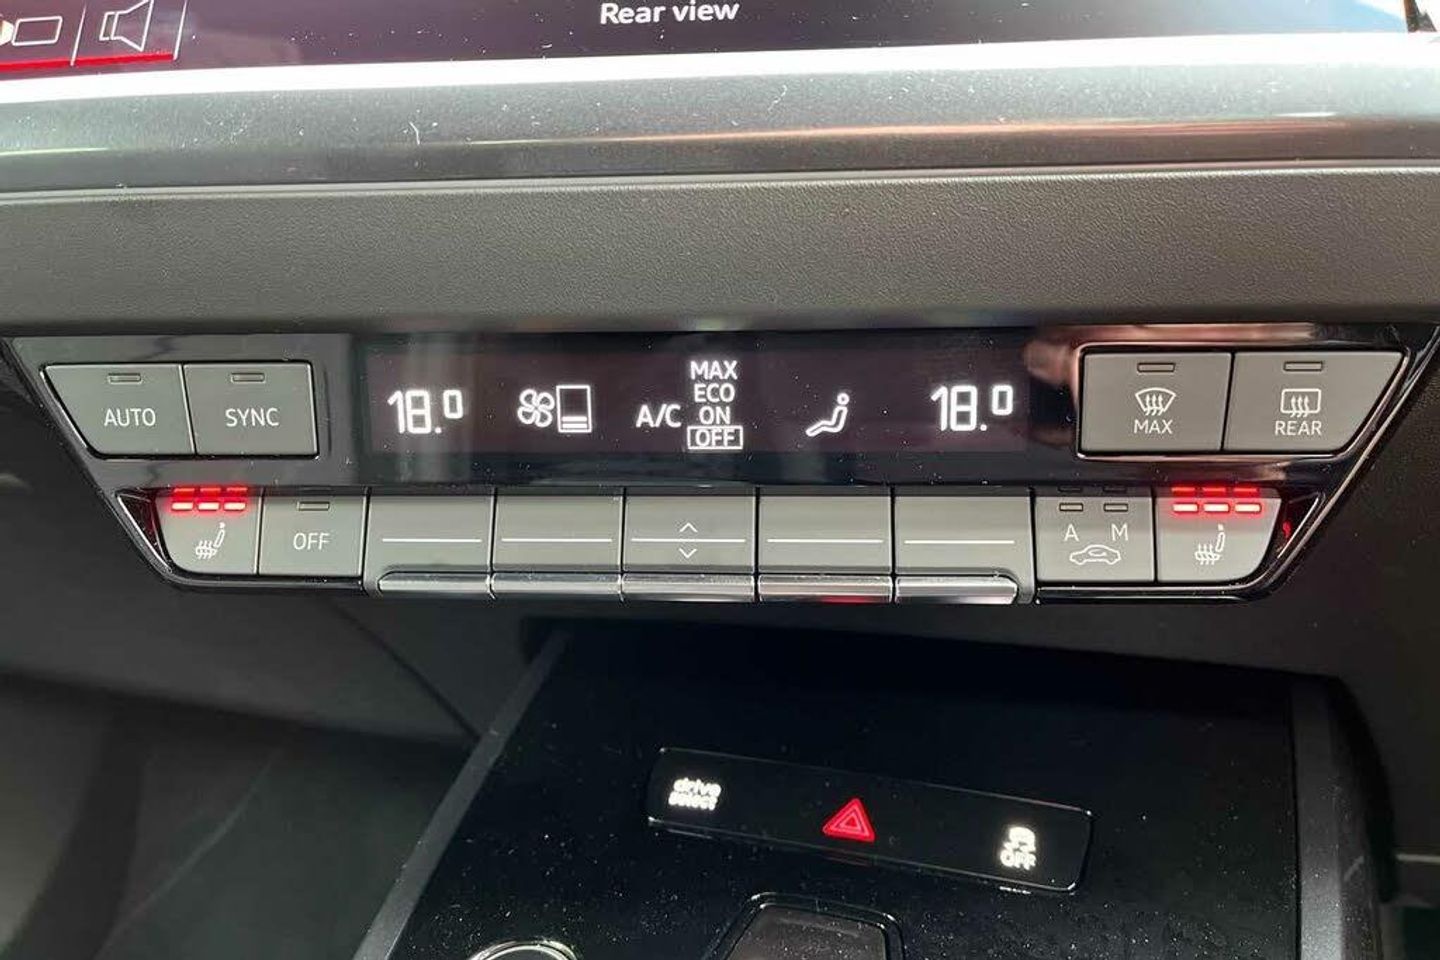 Rear view
AUTO
SYNC
18.0
A/C
MAX
ECO
ON
OFF
18.0
MAX
REAR
OFF
A M
drive
select
OFF